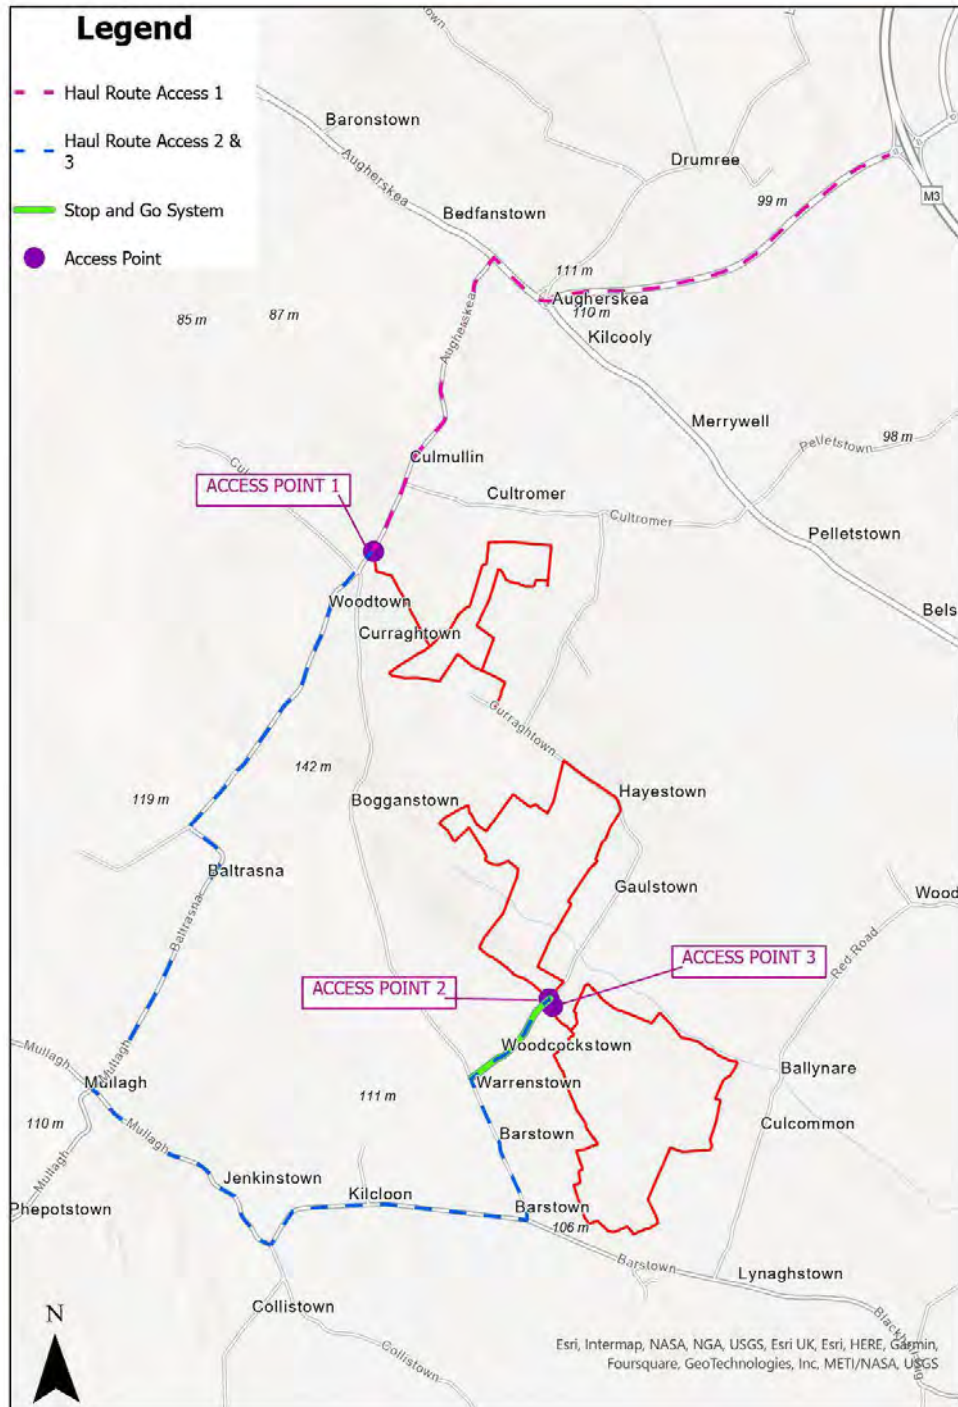 Legend
Haul Route Access 1
Haul Route Access 2 &
3
Stop and Go System
Access Point
Baronstown
Augherskea
Drumree
M3
99 m
Bedfanstown
111 m
Augherskea
110 m
Kilcooly
85 m
87 m
Augherskea
Merrywell
Pelletstown
98 m
Culmullin
ACCESS POINT 1
Cultromer
Cultromer
Pelletstown
Woodtown
Bels
Curraghtown
Curraghtown
142 m
119 m
Bogganstown
Hayestown
Baltrasna
Gaulstown
Wood
Baltrasna
Red Road
ACCESS POINT 3
ACCESS POINT 2
Woodcockstown
Mullagh
Mullagh
Mullagh
Warrenstown
Ballynare
111 m
110 m
Culcommon
Barstown
Mullagh
Mullagh
Jenkinstown
Kilcloon
Phepotstown
Barstown
106 m
Barstown
Lynaghstown
Collistown
Collistown
N
Esri, Intermap, NASA, NGA, USGS, Esri UK, Esri, HERE, Garmin,
Foursquare, GeoTechnologies, Inc, METI/NASA, USGS